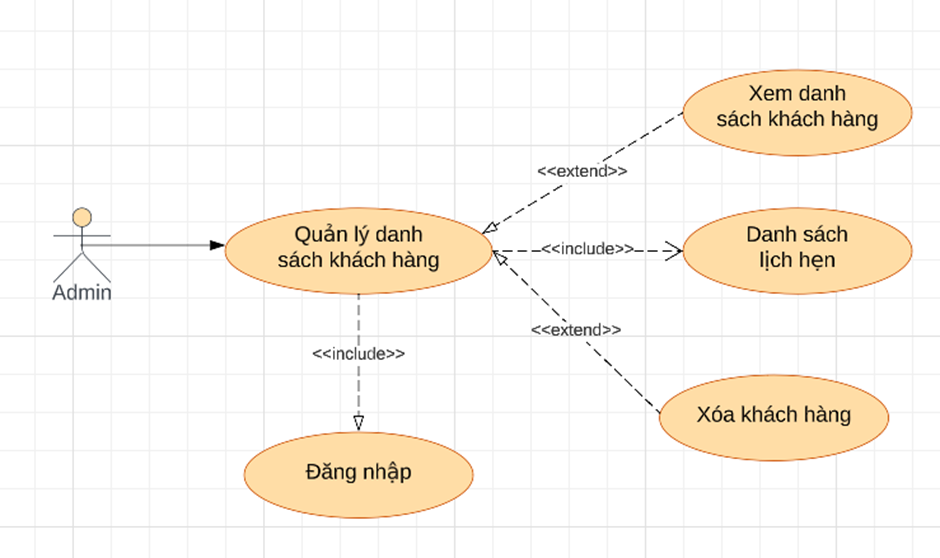 Xem danh
sách khách hàng
<<extend>>
Quản lý danh
sách khách hàng
<<include>>
Danh sách
lịch hẹn
Admin
<<extend>>
<<include>>
Xóa khách hàng
Đăng nhập